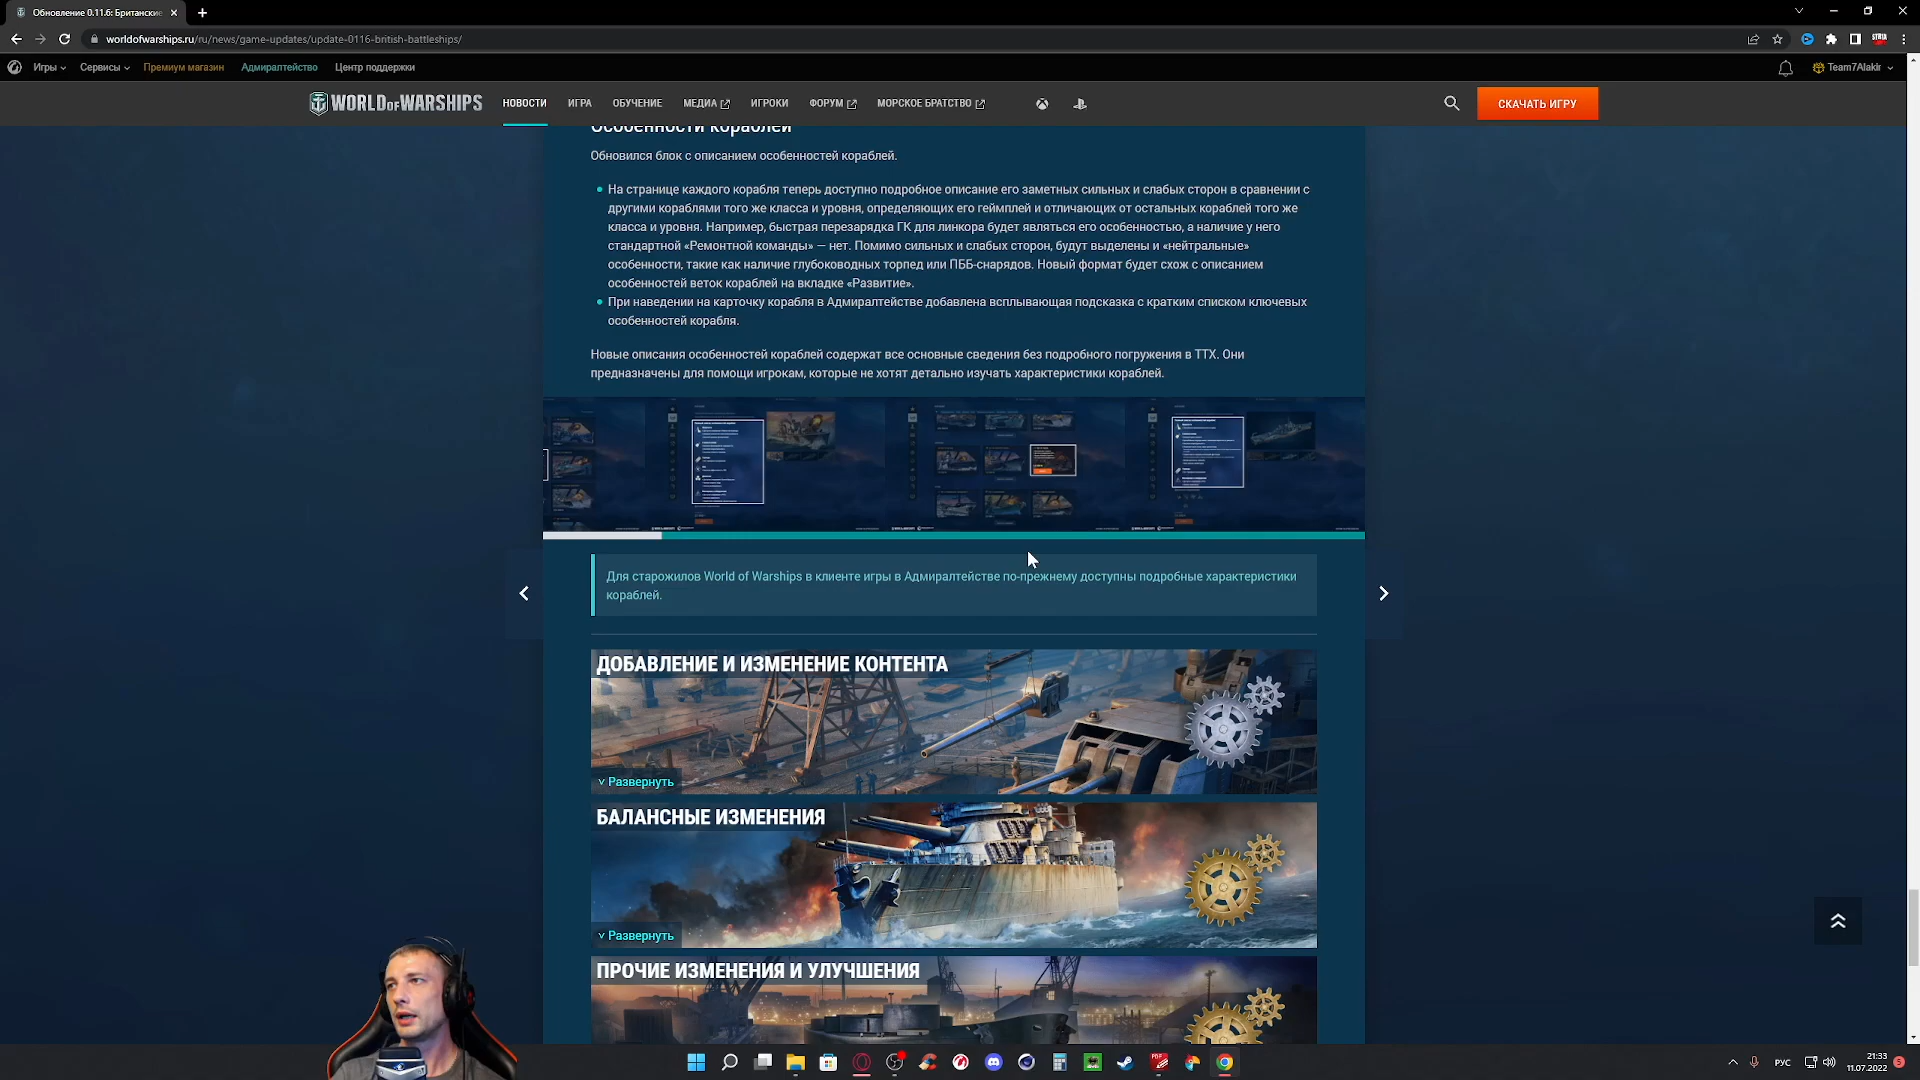 Обновление 0.11.6: Британские
worldofwarships.ru/ru/news/game-updates/update-0116-british-battleships/
Игры Сервисы Премиум магазин Адмиралтейство Центр поддержки Team7Alakir
WORLD OF WARSHIPS НОВОСТИ ИГРА ОБУЧЕНИЕ МЕДИА ИГРОКИ ФОРУМ МОРСКОЕ БРАТСТВО СКАЧАТЬ ИГРУ
Особенности кораблей
Обновился блок с описанием особенностей кораблей.
На странице каждого корабля теперь доступно подробное описание его заметных сильных и слабых сторон в сравнении с
другими кораблями того же класса и уровня, определяющих его геймплей и отличающих от остальных кораблей того же
класса и уровня. Например, быстрая перезарядка ГК для линкора будет являться его особенностью, а наличие у него
стандартной «Ремонтной команды» — нет. Помимо сильных и слабых сторон, будут выделены и «нейтральные»
особенности, такие как наличие глубоководных торпед или ПББ-снарядов. Новый формат будет схож с описанием
особенностей веток кораблей на вкладке «Развитие».
При наведении на карточку корабля в Адмиралтействе добавлена всплывающая подсказка с кратким списком ключевых
особенностей корабля.
Новые описания особенностей кораблей содержат все основные сведения без подробного погружения в ТТХ. Они
предназначены для помощи игрокам, которые не хотят детально изучать характеристики кораблей.
Для старожилов World of Warships в клиенте игры в Адмиралтействе по-прежнему доступны подробные характеристики
кораблей.
ДОБАВЛЕНИЕ И ИЗМЕНЕНИЕ КОНТЕНТА
Развернуть
БАЛАНСНЫЕ ИЗМЕНЕНИЯ
Развернуть
ПРОЧИЕ ИЗМЕНЕНИЯ И УЛУЧШЕНИЯ
РУС
21:33
11.07.2022
5